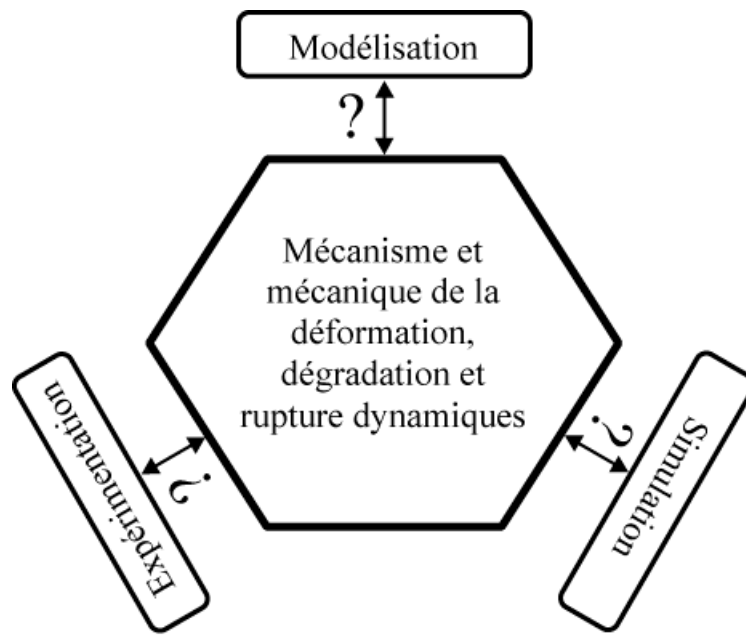 Modélisation
?
Mécanisme et
mécanique de la
déformation,
dégradation et
rupture dynamiques
Expérimentation
?
?
Simulation